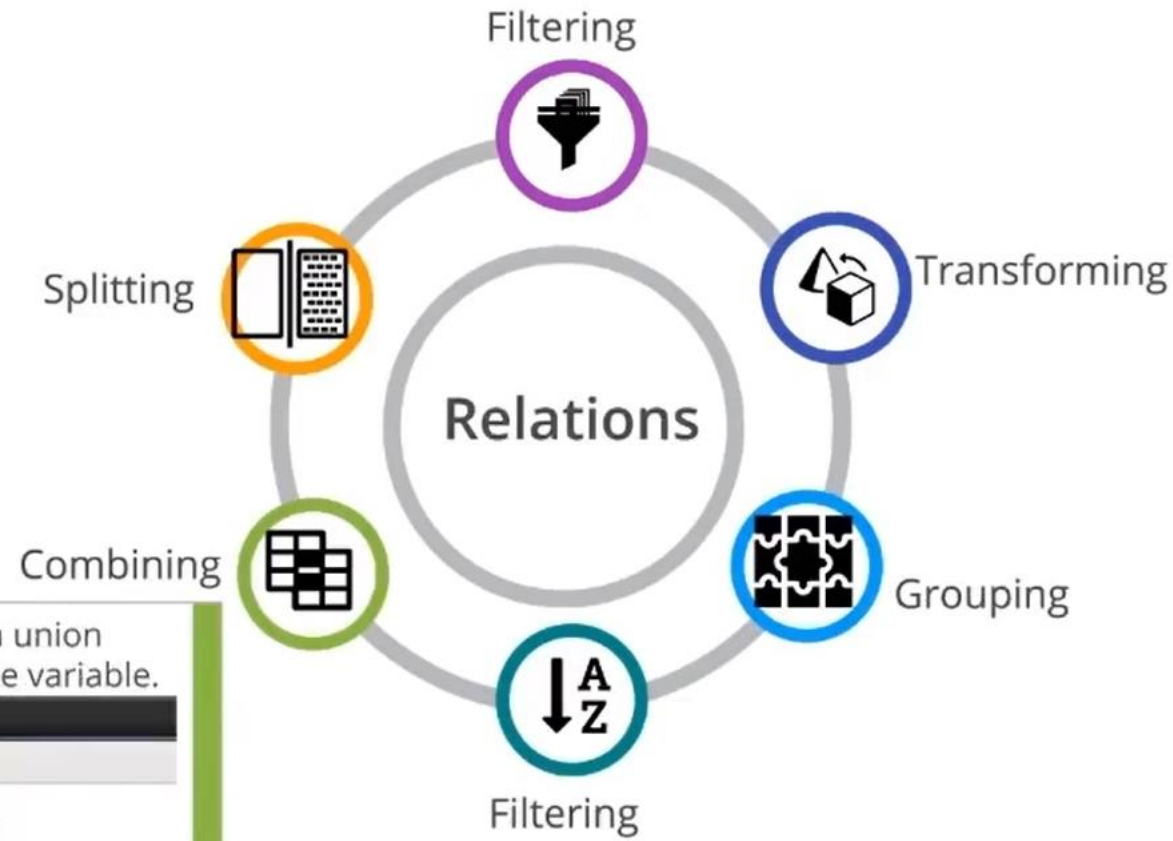 Filtering
Transforming
Splitting
Relations
Combining
Grouping
union
e variable.
A
Z
Filtering